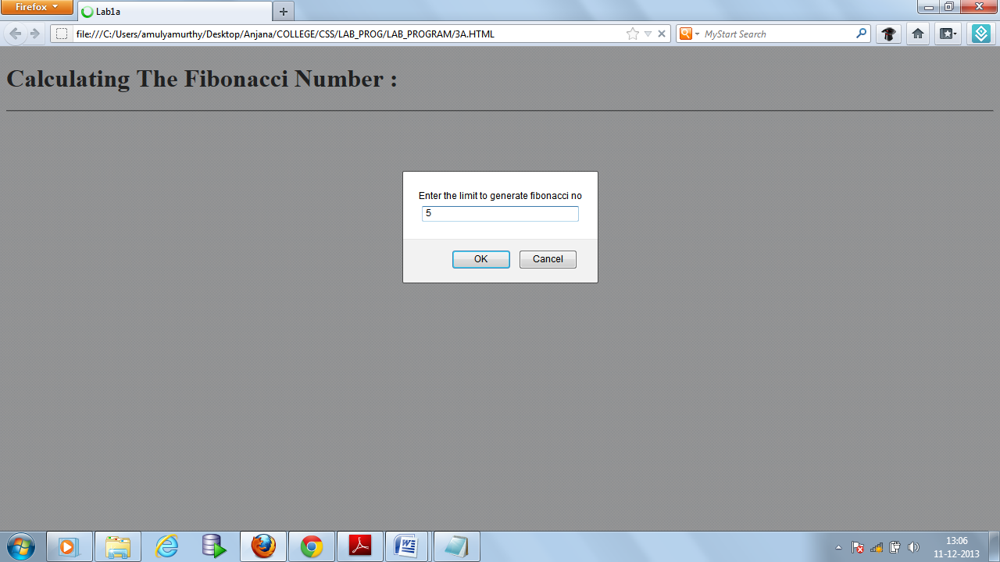 Firefox
Lab1a
file:///C:/Users/amulyamurthy/Desktop/Anjana/COLLEGE/CSS/LAB_PROG/LAB_PROGRAM/3A.HTML
MyStart Search
Calculating The Fibonacci Number :
Enter the limit to generate fibonacci no
5
OK Cancel
13:06
11-12-2013